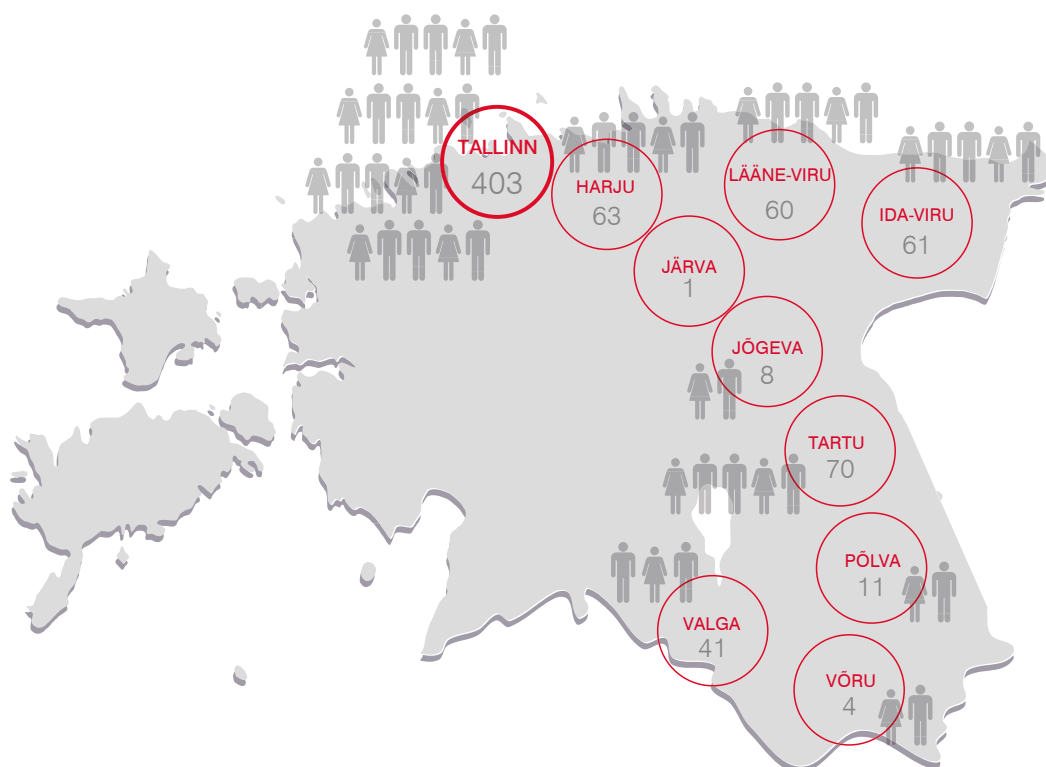 TALLINN
403
HARJU
63
LÄÄNE-VIRU
60
IDA-VIRU
61
JÄRVA
1
JÕGEVA
8
TARTU
70
PÕLVA
11
VALGA
41
VÕRU
4